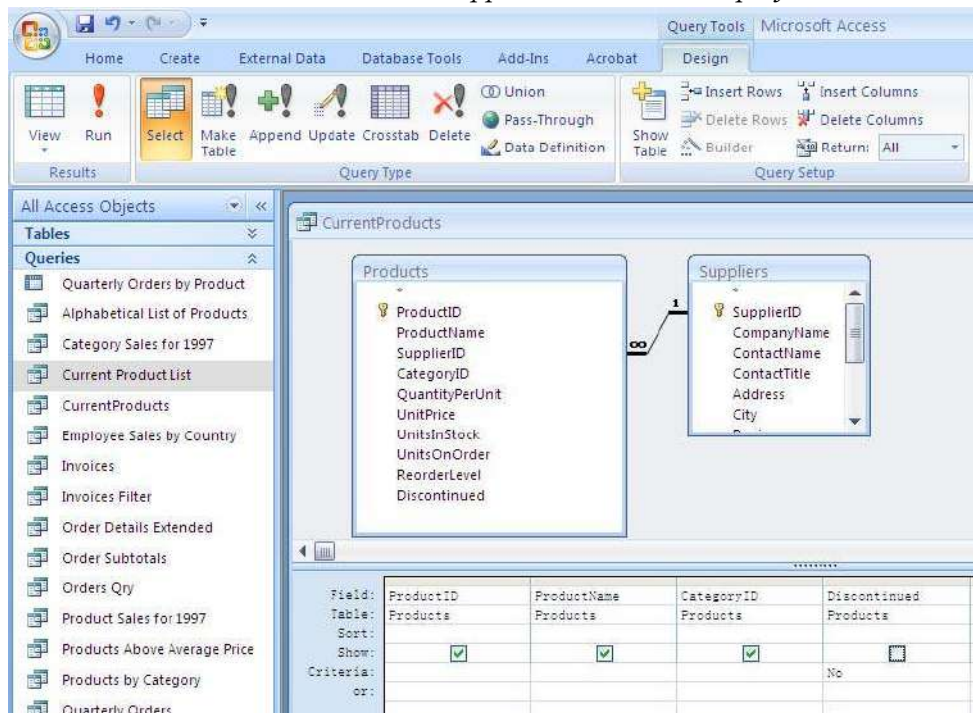 Query Tools Microsoft Access
Home Create External Data Database Tools Add-Ins Acrobat Design
View Run Select Make Table Append Update Crosstab Delete
Union
Pass-Through
Data Definition
Show Table
Insert Rows
Delete Rows
Builder
Insert Columns
Delete Columns
Return: All
Results Query Type Query Setup
All Access Objects
Tables
Queries
Quarterly Orders by Product
Alphabetical List of Products
Category Sales for 1997
Current Product List
CurrentProducts
Employee Sales by Country
Invoices
Invoices Filter
Order Details Extended
Order Subtotals
Orders Qry
Product Sales for 1997
Products Above Average Price
Products by Category
Quarterly Orders
CurrentProducts
Products
*
ProductID
ProductName
SupplierID
CategoryID
QuantityPerUnit
UnitPrice
UnitsInStock
UnitsOnOrder
ReorderLevel
Discontinued
∞
1
Suppliers
*
SupplierID
CompanyName
ContactName
ContactTitle
Address
City
Field: ProductID ProductName CategoryID Discontinued
Table: Products Products Products Products
Sort:
Show:
Criteria: No
or: